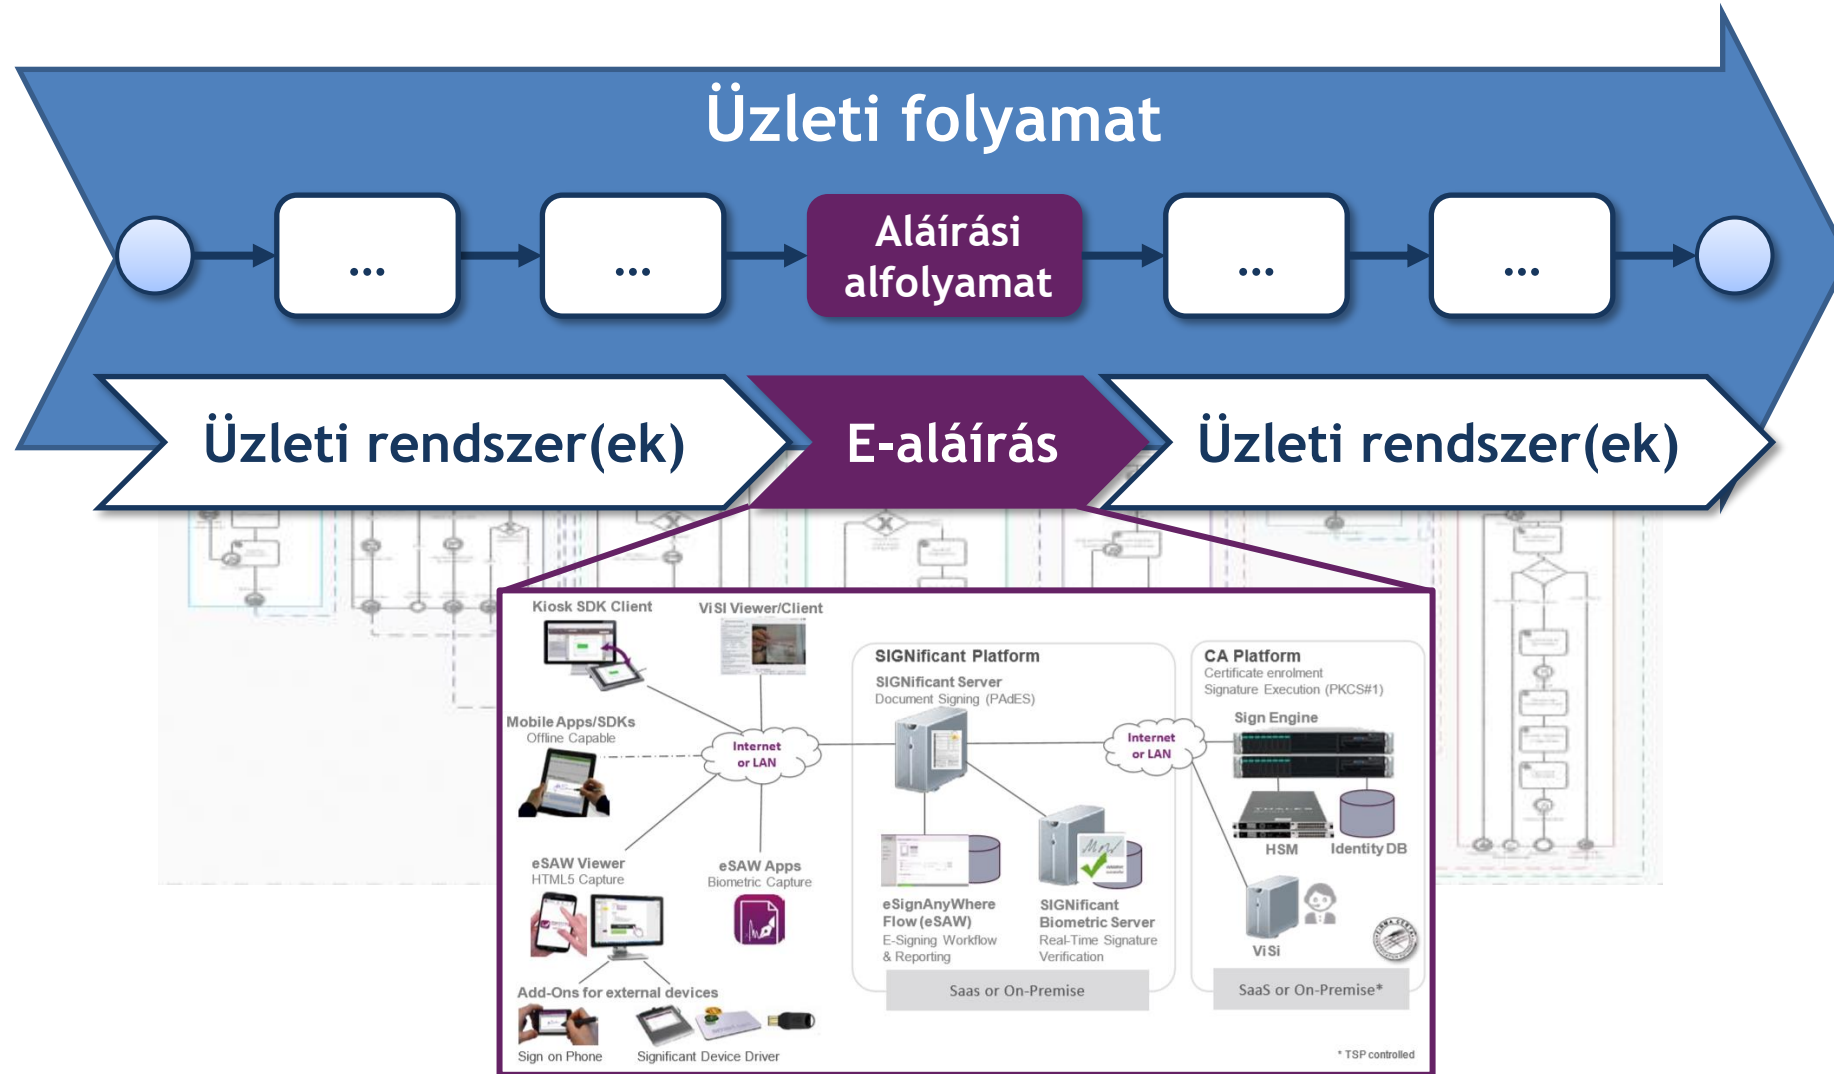 Üzleti folyamat
...
...
Aláírási
alfolyamat
...
...
Üzleti rendszer(ek)
E-aláírás
Üzleti rendszer(ek)
Kiosk SDK Client
ViSI Viewer/Client
Mobile Apps/SDKs
Offline Capable
Internet
or LAN
eSAW Viewer
HTML5 Capture
eSAW Apps
Biometric Capture
Add-Ons for external devices
Sign on Phone
Significant Device Driver
SIGNificant Platform
SIGNificant Server
Document Signing (PAdES)
eSignAnyWhere
Flow (eSAW)
E-Signing Workflow
& Reporting
SIGNificant
Biometric Server
Real-Time Signature
Verification
Saas or On-Premise
Internet
or LAN
CA Platform
Certificate enrolment
Signature Execution (PKCS#1)
Sign Engine
THALES
HSM
Identity DB
ViSi
SaaS or On-Premise*
* TSP controlled